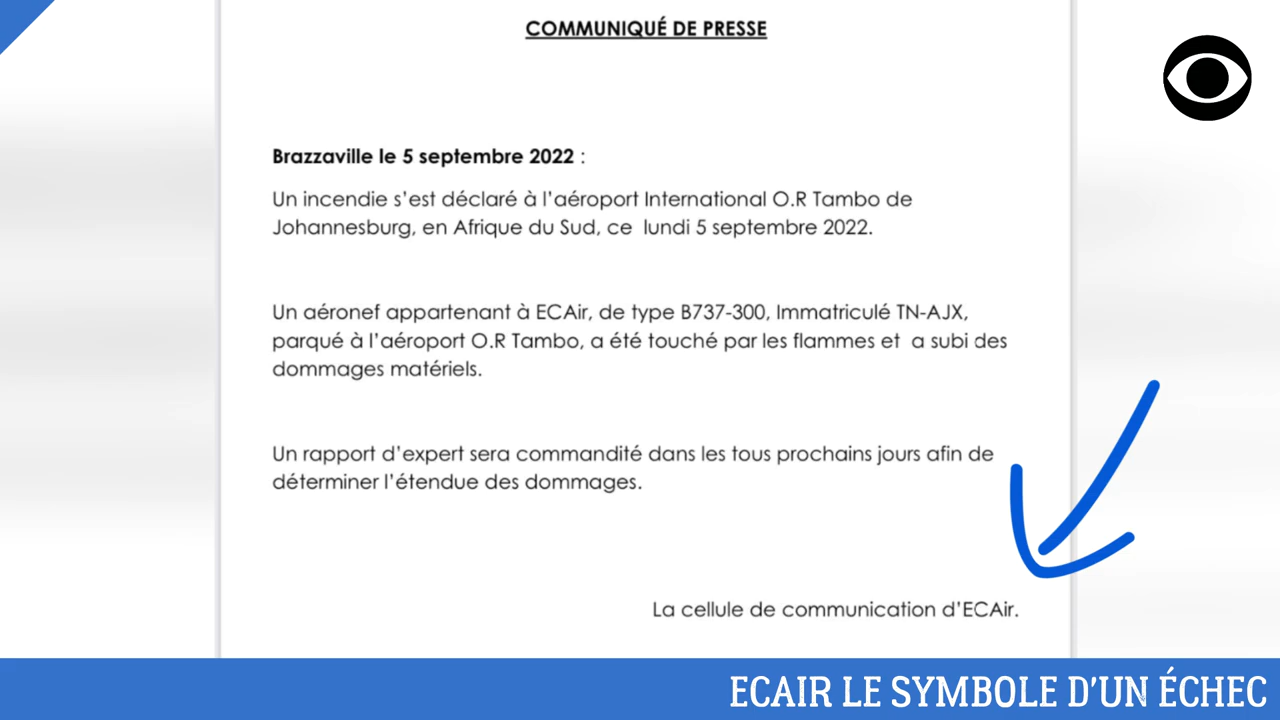 COMMUNIQUÉ DE PRESSE
Brazzaville le 5 septembre 2022 :
Un incendie s’est déclaré à l’aéroport International O.R Tambo de
Johannesburg, en Afrique du Sud, ce  lundi 5 septembre 2022.
Un aéronef appartenant à ECAir, de type B737-300, Immatriculé TN-AJX,
parqué à l’aéroport O.R Tambo, a été touché par les flammes et  a subi des
dommages matériels.
Un rapport d’expert sera commandité dans les tous prochains jours afin de
déterminer l’étendue des dommages.
La cellule de communication d’ECAir.
ECAIR LE SYMBOLE D’UN ÉCHEC